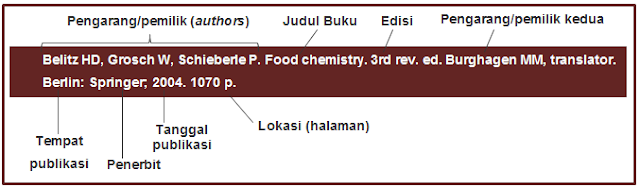 Pengarang/pemilik (authors) Judul Buku Edisi Pengarang/pemilik kedua
Belitz HD, Grosch W, Schieberle P. Food chemistry. 3rd rev. ed. Burghagen MM, translator.
Berlin: Springer; 2004. 1070 p.
Tempat
publikasi
Penerbit
Tanggal
publikasi
Lokasi (halaman)